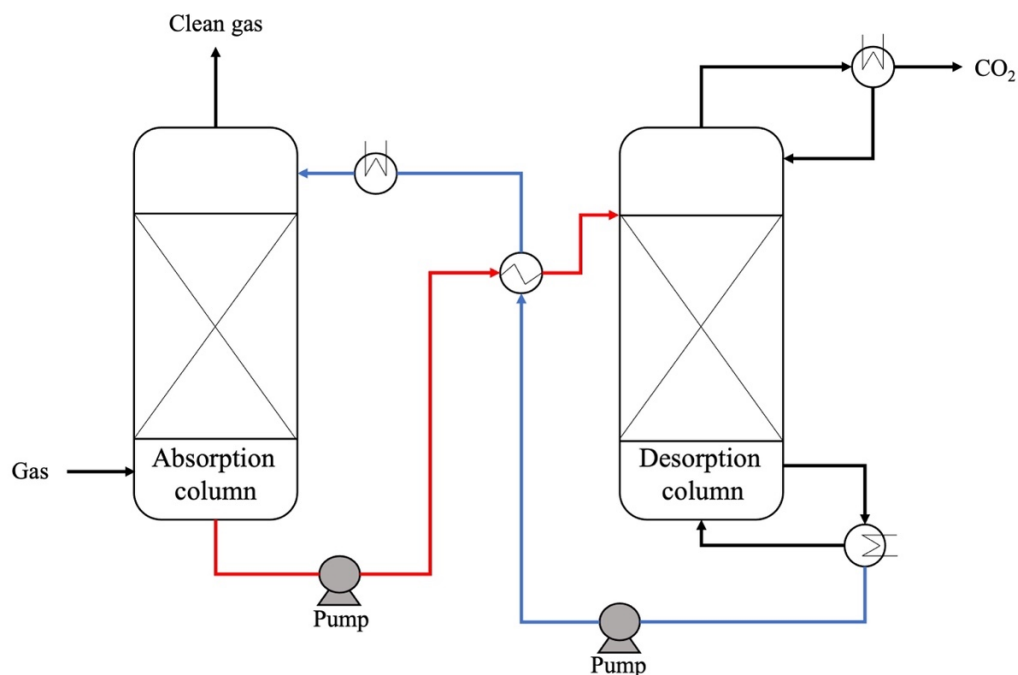 Clean gas
CO₂
Gas
Absorption
column
Desorption
column
Pump
Pump